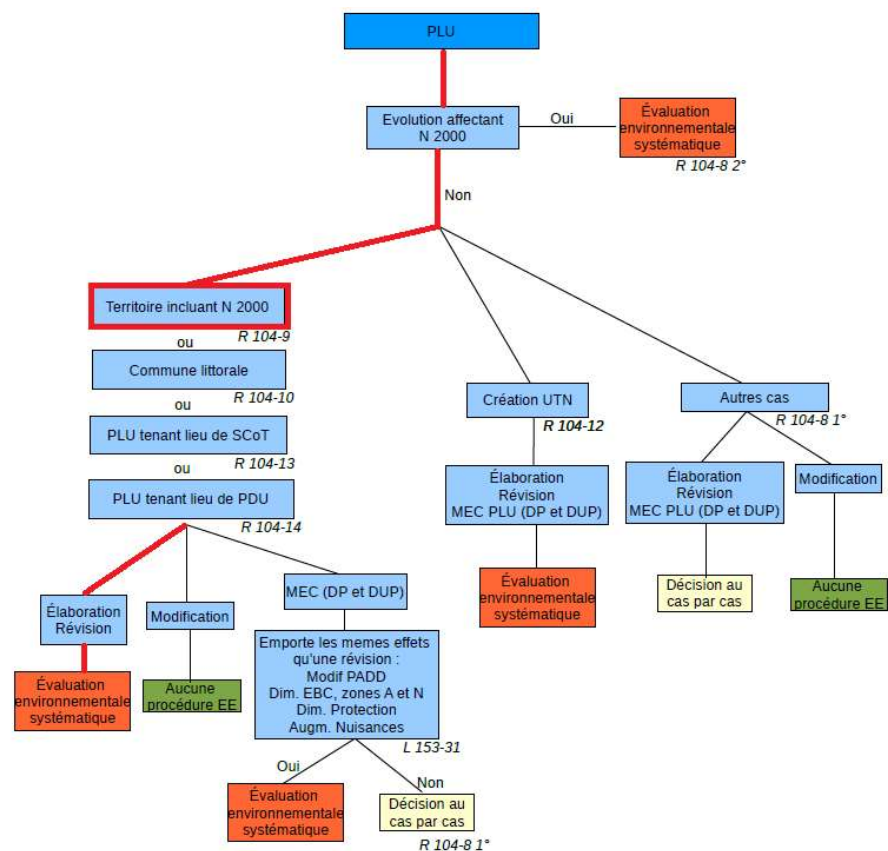 PLU
Evolution affectant
N 2000
Oui
Évaluation
environnementale
systématique
R 104-8 2°
Non
Territoire incluant N 2000
R 104-9
ou
Commune littorale
R 104-10
ou
PLU tenant lieu de SCoT
R 104-13
ou
PLU tenant lieu de PDU
R 104-14
Élaboration
Révision
Évaluation
environnementale
systématique
Modification
Aucune
procédure EE
MEC (DP et DUP)
Emporte les memes effets
qu'une révision :
Modif PADD
Dim. EBC, zones A et N
Dim. Protection
Augm. Nuisances
L 153-31
Oui
Évaluation
environnementale
systématique
Non
Décision au
cas par cas
R 104-8 1°
Création UTN
R 104-12
Élaboration
Révision
MEC PLU (DP et DUP)
Évaluation
environnementale
systématique
Autres cas
R 104-8 1°
Élaboration
Révision
MEC PLU (DP et DUP)
Décision au
cas par cas
Modification
Aucune
procédure EE